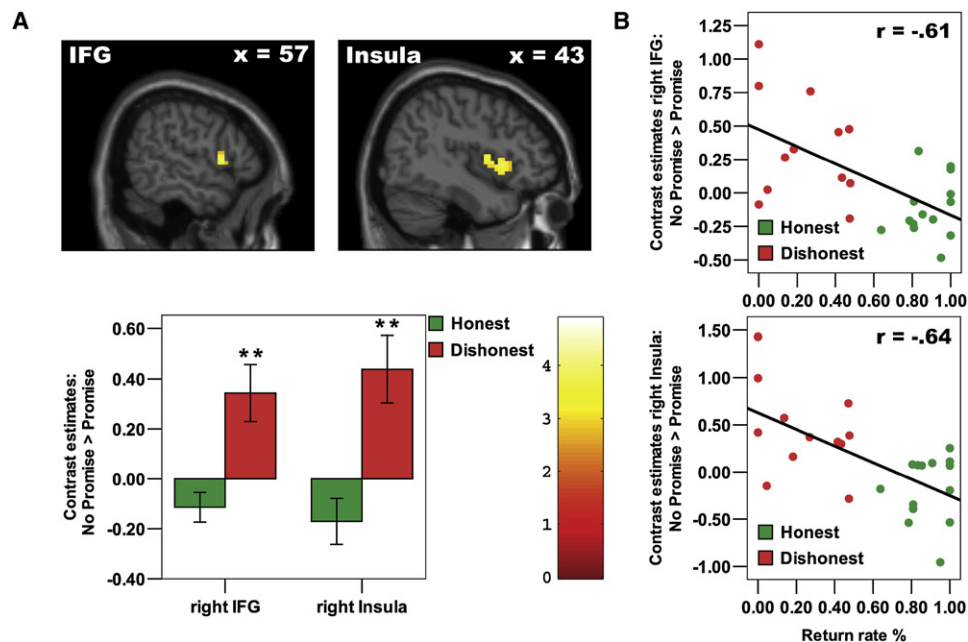 A
IFG x = 57
Insula x = 43
Contrast estimates:
No Promise > Promise
0.60
0.40
0.20
0.00
-0.20
-0.40
**
**
right IFG right Insula
Honest
Dishonest
4
3
2
1
0
B
r = -.61
Contrast estimates right IFG:
No Promise > Promise
1.25
1.00
0.75
0.50
0.25
0.00
-0.25
-0.50
Honest
Dishonest
0.00 0.20 0.40 0.60 0.80 1.00
r = -.64
Contrast estimates right Insula:
No Promise > Promise
1.50
1.00
0.50
0.00
-0.50
-1.00
Honest
Dishonest
0.00 0.20 0.40 0.60 0.80 1.00
Return rate %